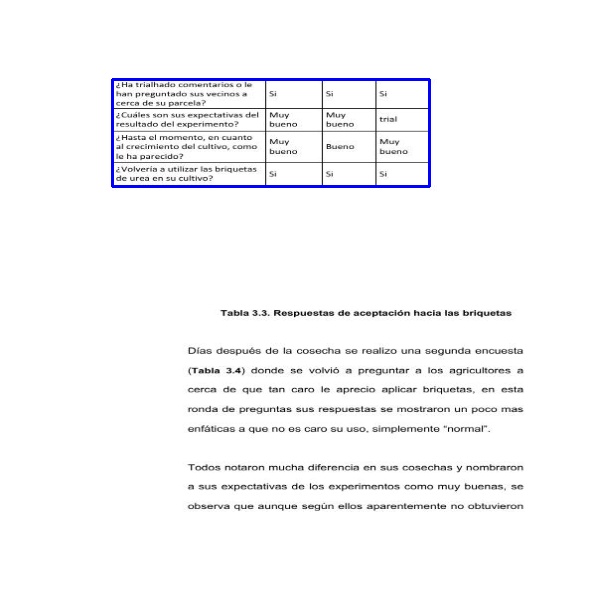 ¿Ha trialhado comentarios o le
han preguntado sus vecinos a
cerca de su parcela?
Si
Si
Si
¿Cuáles son sus expectativas del
resultado del experimento?
Muy
bueno
Muy
bueno
trial
¿Hasta el momento, en cuanto
al crecimiento del cultivo, como
le ha parecido?
Muy
bueno
Bueno
Muy
bueno
¿Volvería a utilizar las briquetas
de urea en su cultivo?
Si
Si
Si
Tabla 3.3. Respuestas de aceptación hacia las briquetas
Días después de la cosecha se realizo una segunda encuesta
(Tabla 3.4) donde se volvió a preguntar a los agricultores a
cerca de que tan caro le aprecio aplicar briquetas, en esta
ronda de preguntas sus respuestas se mostraron un poco mas
enfáticas a que no es caro su uso, simplemente “normal”.
Todos notaron mucha diferencia en sus cosechas y nombraron
a sus expectativas de los experimentos como muy buenas, se
observa que aunque según ellos aparentemente no obtuvieron